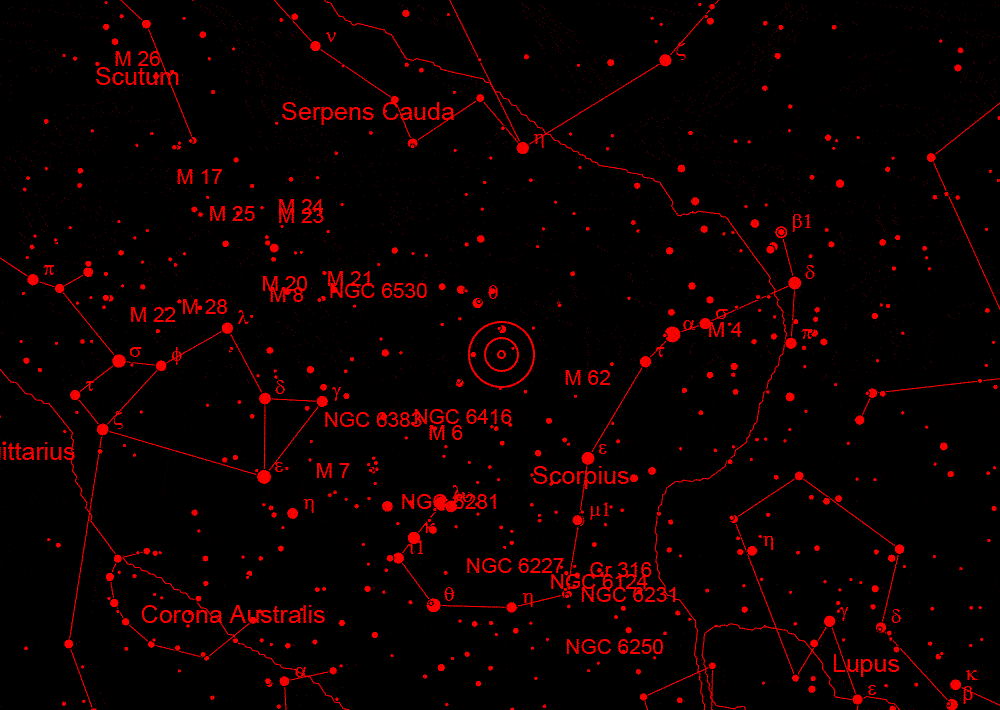 ν
ζ
M 26
Scutum
Serpens Cauda
η
M 17
M 24
M 25
M 23
β1
π
δ
M 21
M 20
NGC 6530
M 8
θ
M 28
M 22
λ
σ
α
M 4
π
σ
φ
τ
M 62
τ
δ
γ
ζ
NGC 6383
NGC 6416
M 6
ittarius
ε
M 7
ε
Scorpius
η
NGC 6281
μ1
η
ι1
NGC 6227
Cr 316
NGC 6124
θ
η
NGC 6231
Corona Australis
γ
δ
NGC 6250
Lupus
α
κ
ε
β